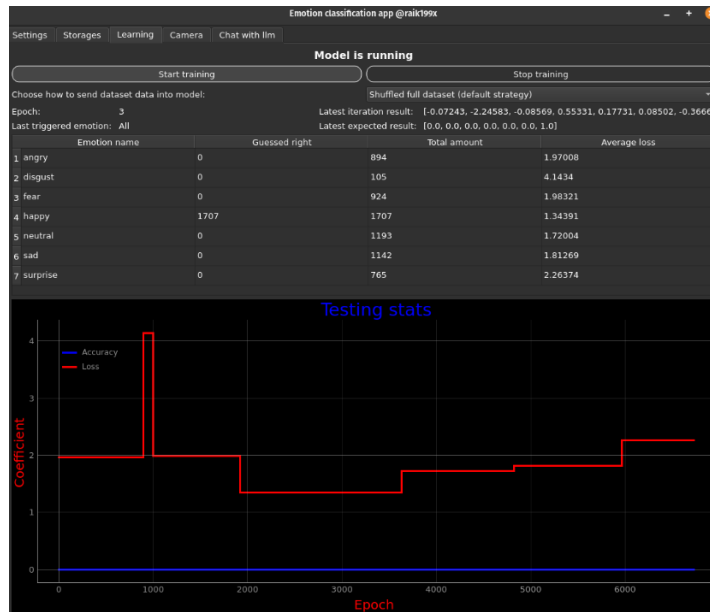 Emotion classification app @raik199x
Settings Storages Learning Camera Chat with llm
Model is running
Start training Stop training
Choose how to send dataset data into model: Shuffled full dataset (default strategy)
Epoch: 3 Latest iteration result: [-0.07243, -2.24583, -0.08569, 0.55331, 0.17731, 0.08502, -0.3666
Last triggered emotion: All Latest expected result: [0.0, 0.0, 0.0, 0.0, 0.0, 0.0, 1.0]
Emotion name Guessed right Total amount Average loss
1 angry 0 894 1.97008
2 disgust 0 105 4.1434
3 fear 0 924 1.98321
4 happy 1707 1707 1.34391
5 neutral 0 1193 1.72004
6 sad 0 1142 1.81269
7 surprise 0 765 2.26374
Testing stats
4
Accuracy
Loss
3
Coefficient
2
1
0
0 1000 2000 3000 4000 5000 6000
Epoch